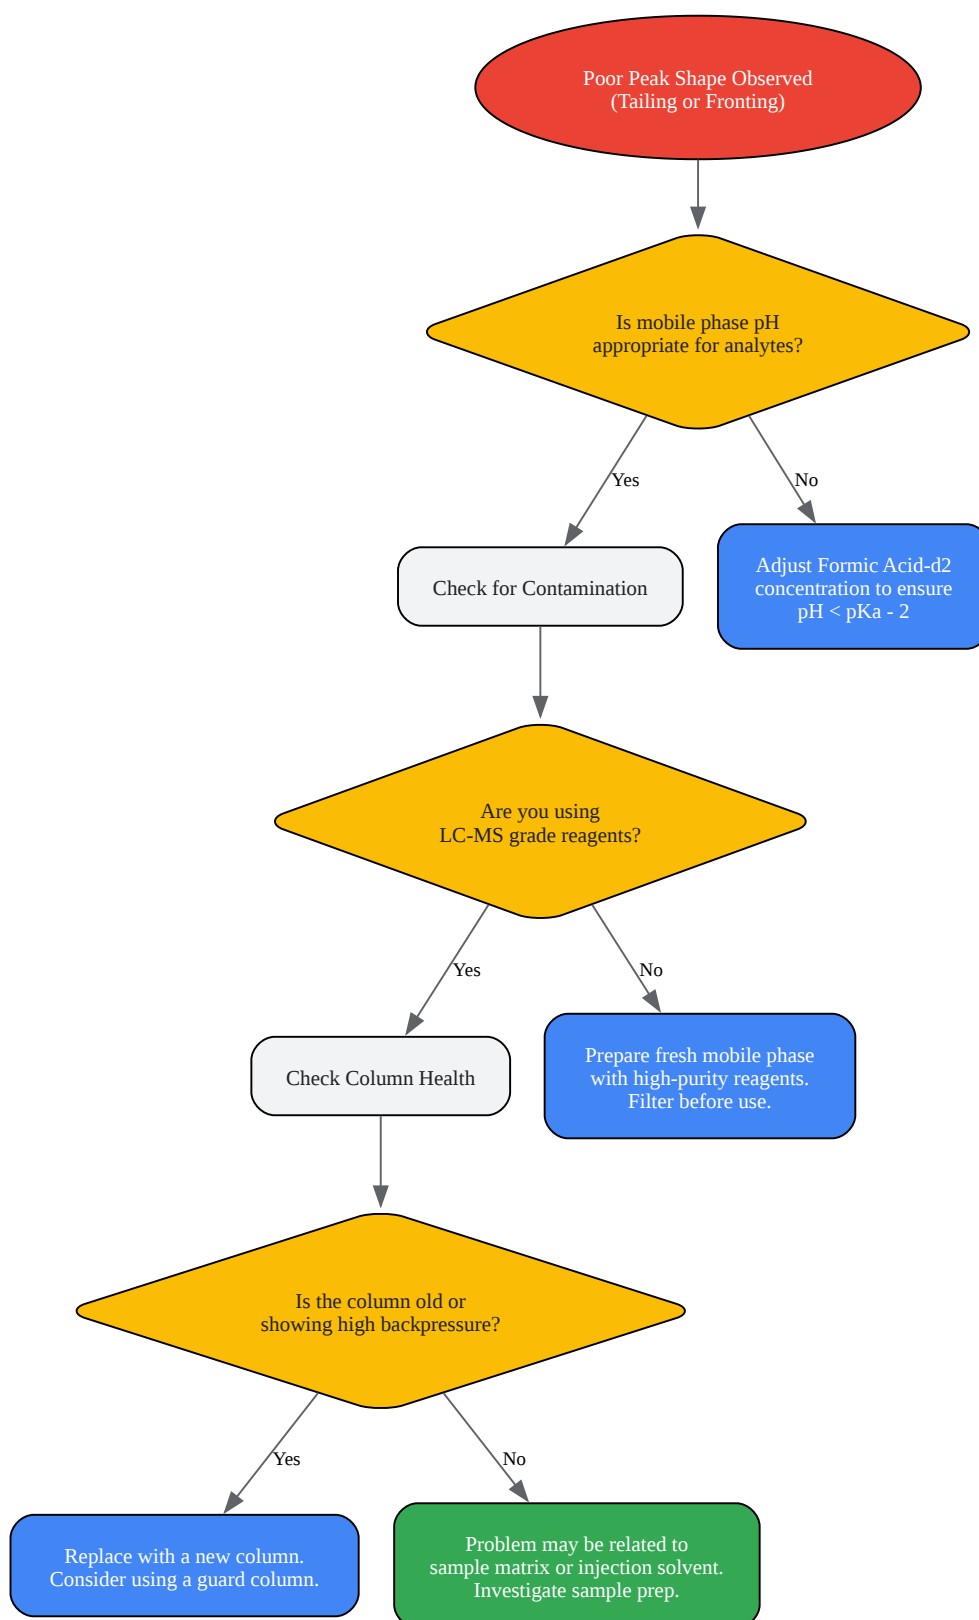 Poor Peak Shape Observed
(Tailing or Fronting)
Is mobile phase pH
appropriate for analytes?
Yes
No
Adjust Formic Acid-d2
concentration to ensure
pH < pKa - 2
Check for Contamination
Are you using
LC-MS grade reagents?
Yes
No
Prepare fresh mobile phase
with high-purity reagents.
Filter before use.
Check Column Health
Is the column old or
showing high backpressure?
Yes
No
Replace with a new column.
Consider using a guard column.
Problem may be related to
sample matrix or injection solvent.
Investigate sample prep.